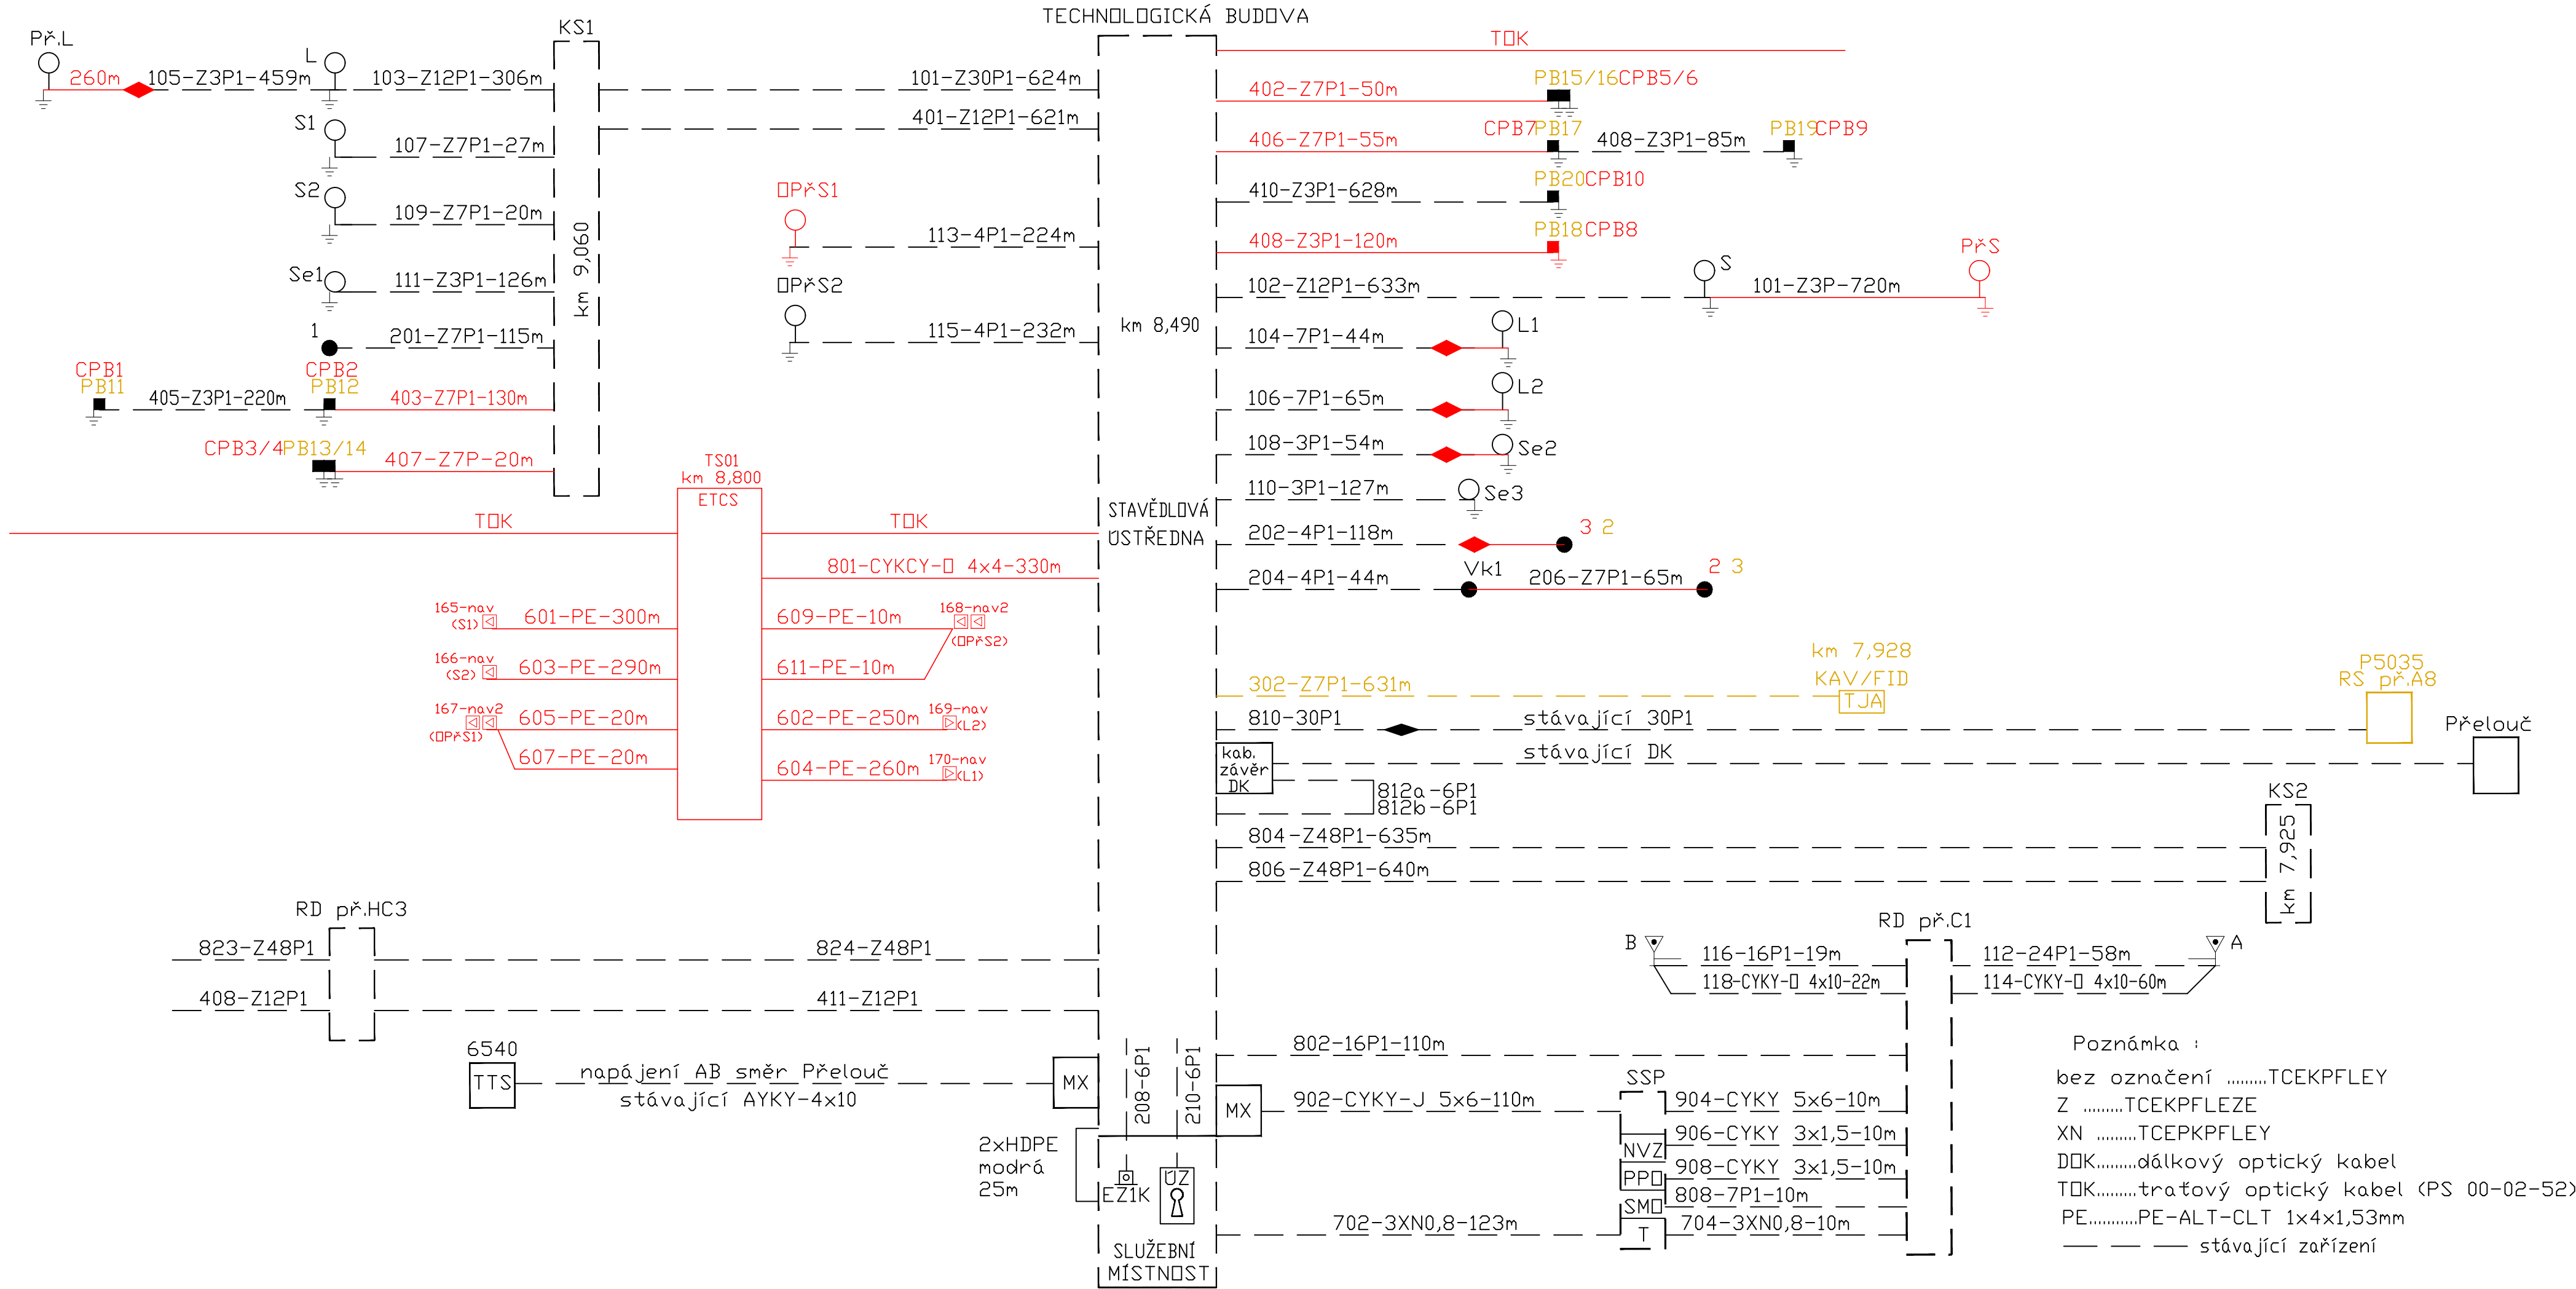 TECHNOLOGICKÁ BUDOVA
Př.L
260m
105-Z3P1-459m
L
103-Z12P1-306m
KS1
101-Z30P1-624m
401-Z12P1-621m
S1
107-Z7P1-27m
S2
109-Z7P1-20m
km 9,060
Se1
111-Z3P1-126m
1
201-Z7P1-115m
CPB1
PB11
405-Z3P1-220m
CPB2
PB12
403-Z7P1-130m
CPB3/4
PB13/14
407-Z7P-20m
OPřS1
113-4P1-224m
OPřS2
115-4P1-232m
km 8,490
STAVĚDLOVÁ
ÚSTŘEDNA
TOK
402-Z7P1-50m
PB15/16
CPB5/6
406-Z7P1-55m
CPB7
PB17
408-Z3P1-85m
PB19
CPB9
410-Z3P1-628m
PB20
CPB10
408-Z3P1-120m
PB18
CPB8
102-Z12P1-633m
S
101-Z3P-720m
PřS
104-7P1-44m
L1
106-7P1-65m
L2
108-3P1-54m
Se2
110-3P1-127m
Se3
202-4P1-118m
3 2
204-4P1-44m
Vk1
206-Z7P1-65m
2 3
TOK
TS01
km 8,800
ETCS
TOK
801-CYKCY-O 4x4-330m
165-nav
(S1)
601-PE-300m
609-PE-10m
168-nav2
(OPřS2)
166-nav
(S2)
603-PE-290m
611-PE-10m
167-nav2
(OPřS1)
605-PE-20m
602-PE-250m
169-nav
(L2)
607-PE-20m
604-PE-260m
170-nav
(L1)
302-Z7P1-631m
km 7,928
KAV/FID
TJA
P5035
RS př.A8
810-30P1
stávající 30P1
Přelouč
kab.
závěr
DK
stávající DK
812a-6P1
812b-6P1
KS2
km 7,925
804-Z48P1-635m
806-Z48P1-640m
RD př.HC3
823-Z48P1
824-Z48P1
408-Z12P1
411-Z12P1
6540
TTS
napájení AB směr Přelouč
stávající AYKY-4x10
MX
208-6P1
210-6P1
2xHDPE
modrá
25m
EZ1K
ÚZ
SLUŽEBNÍ
MÍSTNOST
RD př.C1
B
116-16P1-19m
118-CYKY-O 4x10-22m
112-24P1-58m
114-CYKY-O 4x10-60m
A
802-16P1-110m
MX
902-CYKY-J 5x6-110m
SSP
NVZ
PPO
SMO
T
904-CYKY 5x6-10m
906-CYKY 3x1,5-10m
908-CYKY 3x1,5-10m
808-7P1-10m
702-3XN0,8-123m
704-3XN0,8-10m
Poznámka :
bez označení .........TCEKPFLEY
Z .........TCEKPFLEZE
XN .........TCEPKPFLEY
DOK.........dálkový optický kabel
TOK.........traťový optický kabel (PS 00-02-52)
PE...........PE-ALT-CLT 1x4x1,53mm
stávající zařízení